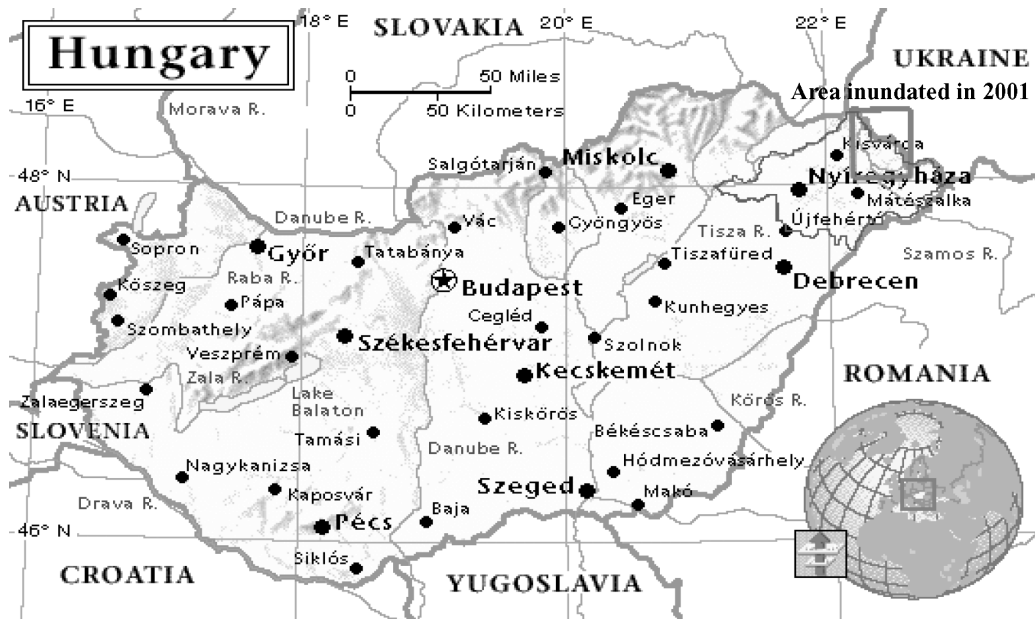 Hungary
16° E
18° E
20° E
22° E
48° N
46° N
0
50 Miles
0
50 Kilometers
SLOVAKIA
UKRAINE
Area inundated in 2001
Morava R.
AUSTRIA
Salgótarján
Miskolc
Kisvárda
Nyíregyháza
Mátészalka
Eger
Danube R.
Vác
Gyöngyös
Újfehértó
Tisza R.
Sopron
Győr
Tatabánya
Tiszafüred
Szamos R.
Raba R.
Debrecen
Köszeg
Budapest
Pápa
Cegléd
Kunhegyes
Szombathely
Székesfehérvár
Szolnok
Veszprém
Zala R.
Kecskemét
ROMANIA
Zalaegerszeg
Lake
Balaton
Körös R.
Kiskörös
SLOVENIA
Tamási
Békéscsaba
Danube R.
Nagykanizsa
Hódmezóvásárhely
Kaposvár
Szeged
Makó
Drava R.
Pécs
Baja
Siklós
CROATIA
YUGOSLAVIA